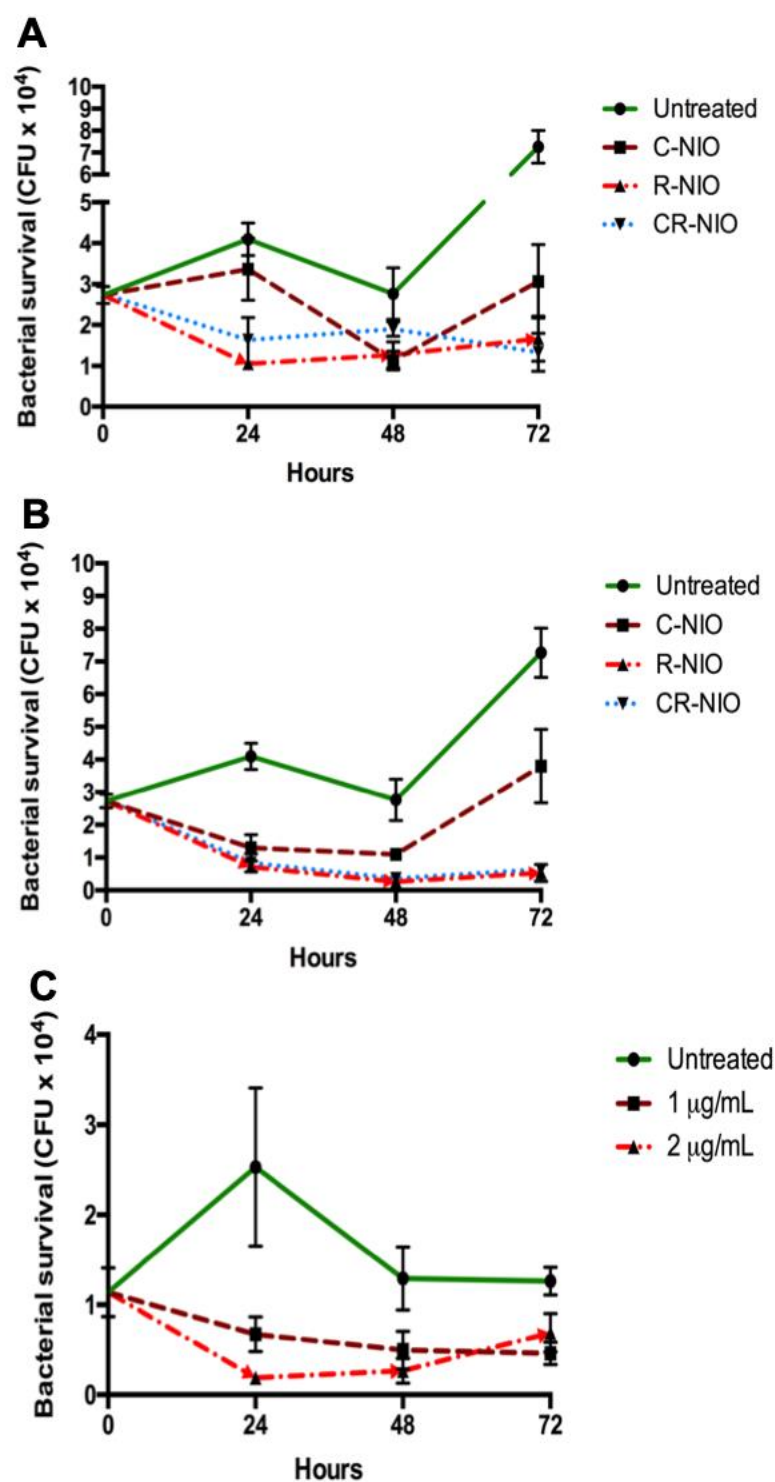 A
Bacterial survival (CFU x 10⁴)
10
9
8
7
6
5
4
3
2
1
0
0 24 48 72
Hours
Untreated
C-NIO
R-NIO
CR-NIO
B
Bacterial survival (CFU x 10⁴)
10
9
8
7
6
5
4
3
2
1
0
0 24 48 72
Hours
Untreated
C-NIO
R-NIO
CR-NIO
C
Bacterial survival (CFU x 10⁴)
4
3
2
1
0
0 24 48 72
Hours
Untreated
1 µg/mL
2 µg/mL